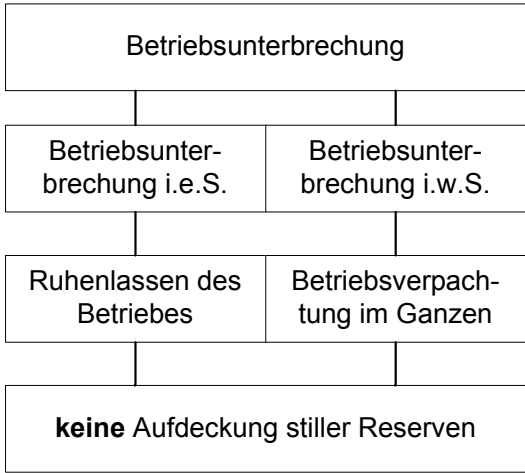 Betriebsunterbrechung
Betriebsunter-
brechung i.e.S.
Betriebsunter-
brechung i.w.S.
Ruhenlassen des
Betriebes
Betriebsverpach-
tung im Ganzen
keine Aufdeckung stiller Reserven